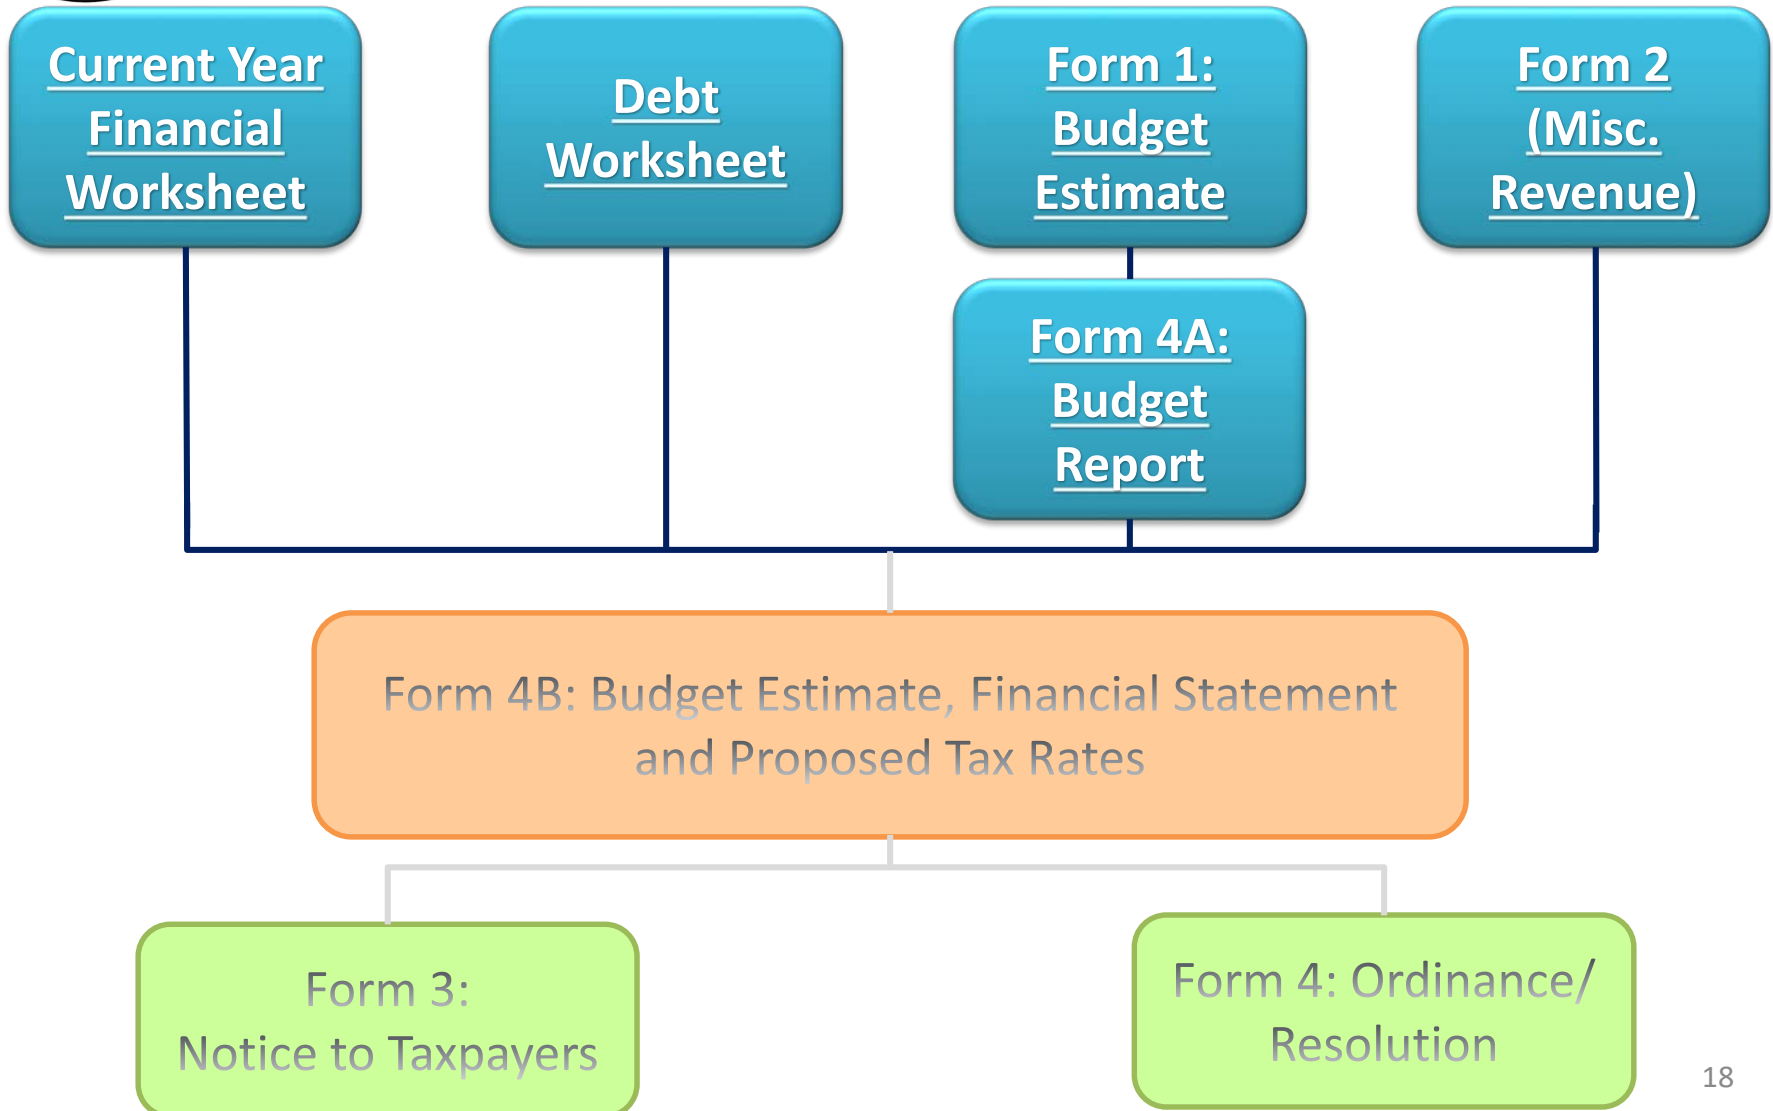 Current Year
Financial
Worksheet
Debt
Worksheet
Form 1:
Budget
Estimate
Form 2
(Misc.
Revenue)
Form 4A:
Budget
Report
Form 4B: Budget Estimate, Financial Statement
and Proposed Tax Rates
Form 3:
Notice to Taxpayers
Form 4: Ordinance/
Resolution
18